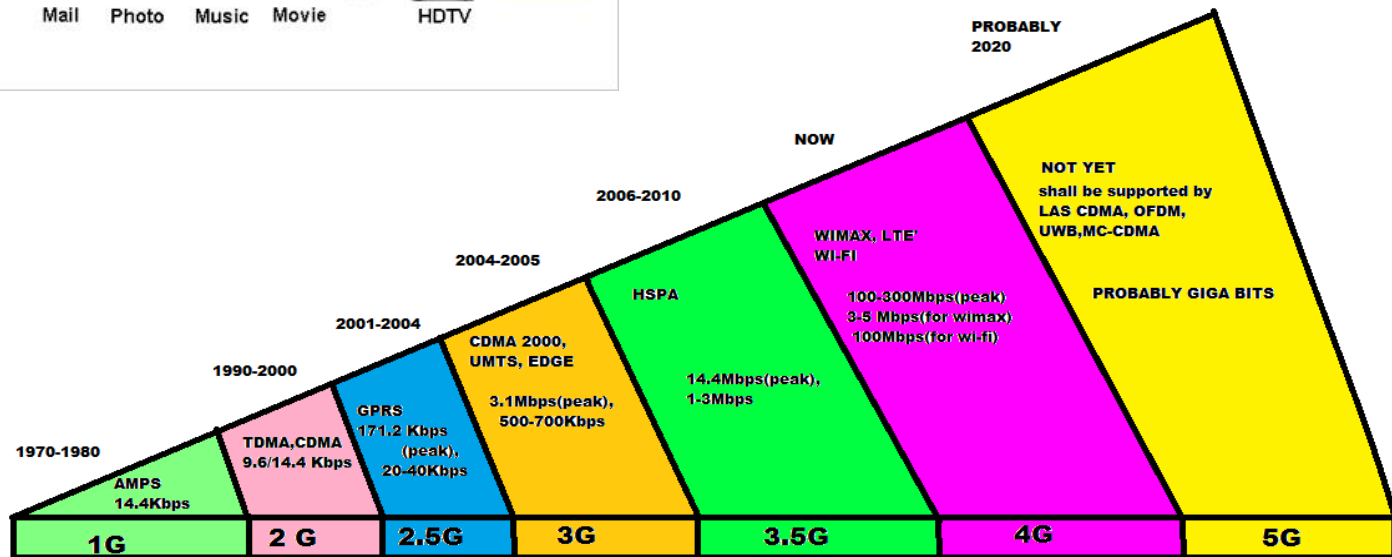 Mail Photo Music Movie HDTV
PROBABLY
2020
NOW
2006-2010
2004-2005
2001-2004
1990-2000
1970-1980
AMPS
14.4Kbps
TDMA,CDMA
9.6/14.4 Kbps
GPRS
171.2 Kbps
(peak),
20-40Kbps
CDMA 2000,
UMTS, EDGE
3.1Mbps(peak),
500-700Kbps
HSPA
14.4Mbps(peak),
1-3Mbps
WIMAX, LTE'
WI-FI
100-300Mbps(peak)
3-5 Mbps(for wimax)
100Mbps(for wi-fi)
NOT YET
shall be supported by
LAS CDMA, OFDM,
UWB,MC-CDMA
PROBABLY GIGA BITS
1G 2 G 2.5G 3G 3.5G 4G 5G